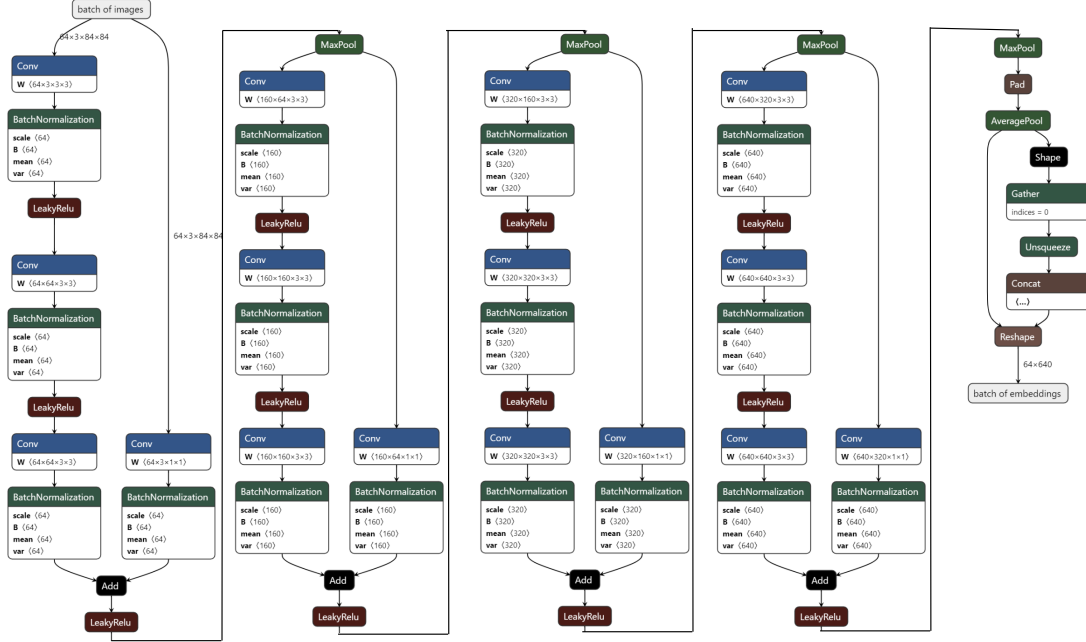 batch of images
64×3×84×84
Conv
W ⟨64×3×3×3⟩
BatchNormalization
scale ⟨64⟩
B ⟨64⟩
mean ⟨64⟩
var ⟨64⟩
LeakyRelu
64×3×84×84
Conv
W ⟨64×64×3×3⟩
BatchNormalization
scale ⟨64⟩
B ⟨64⟩
mean ⟨64⟩
var ⟨64⟩
LeakyRelu
Conv
W ⟨64×64×3×3⟩
BatchNormalization
scale ⟨64⟩
B ⟨64⟩
mean ⟨64⟩
var ⟨64⟩
Conv
W ⟨64×3×1×1⟩
BatchNormalization
scale ⟨64⟩
B ⟨64⟩
mean ⟨64⟩
var ⟨64⟩
Add
LeakyRelu
MaxPool
Conv
W ⟨160×64×3×3⟩
BatchNormalization
scale ⟨160⟩
B ⟨160⟩
mean ⟨160⟩
var ⟨160⟩
LeakyRelu
Conv
W ⟨160×160×3×3⟩
BatchNormalization
scale ⟨160⟩
B ⟨160⟩
mean ⟨160⟩
var ⟨160⟩
LeakyRelu
Conv
W ⟨160×160×3×3⟩
BatchNormalization
scale ⟨160⟩
B ⟨160⟩
mean ⟨160⟩
var ⟨160⟩
Conv
W ⟨160×64×1×1⟩
BatchNormalization
scale ⟨160⟩
B ⟨160⟩
mean ⟨160⟩
var ⟨160⟩
Add
LeakyRelu
MaxPool
Conv
W ⟨320×160×3×3⟩
BatchNormalization
scale ⟨320⟩
B ⟨320⟩
mean ⟨320⟩
var ⟨320⟩
LeakyRelu
Conv
W ⟨320×320×3×3⟩
BatchNormalization
scale ⟨320⟩
B ⟨320⟩
mean ⟨320⟩
var ⟨320⟩
LeakyRelu
Conv
W ⟨320×320×3×3⟩
BatchNormalization
scale ⟨320⟩
B ⟨320⟩
mean ⟨320⟩
var ⟨320⟩
Conv
W ⟨320×160×1×1⟩
BatchNormalization
scale ⟨320⟩
B ⟨320⟩
mean ⟨320⟩
var ⟨320⟩
Add
LeakyRelu
MaxPool
Conv
W ⟨640×320×3×3⟩
BatchNormalization
scale ⟨640⟩
B ⟨640⟩
mean ⟨640⟩
var ⟨640⟩
LeakyRelu
Conv
W ⟨640×640×3×3⟩
BatchNormalization
scale ⟨640⟩
B ⟨640⟩
mean ⟨640⟩
var ⟨640⟩
LeakyRelu
Conv
W ⟨640×640×3×3⟩
BatchNormalization
scale ⟨640⟩
B ⟨640⟩
mean ⟨640⟩
var ⟨640⟩
Conv
W ⟨640×320×1×1⟩
BatchNormalization
scale ⟨640⟩
B ⟨640⟩
mean ⟨640⟩
var ⟨640⟩
Add
LeakyRelu
MaxPool
Pad
AveragePool
Shape
Gather
indices = 0
Unsqueeze
Concat
⟨...⟩
Reshape
64×640
batch of embeddings